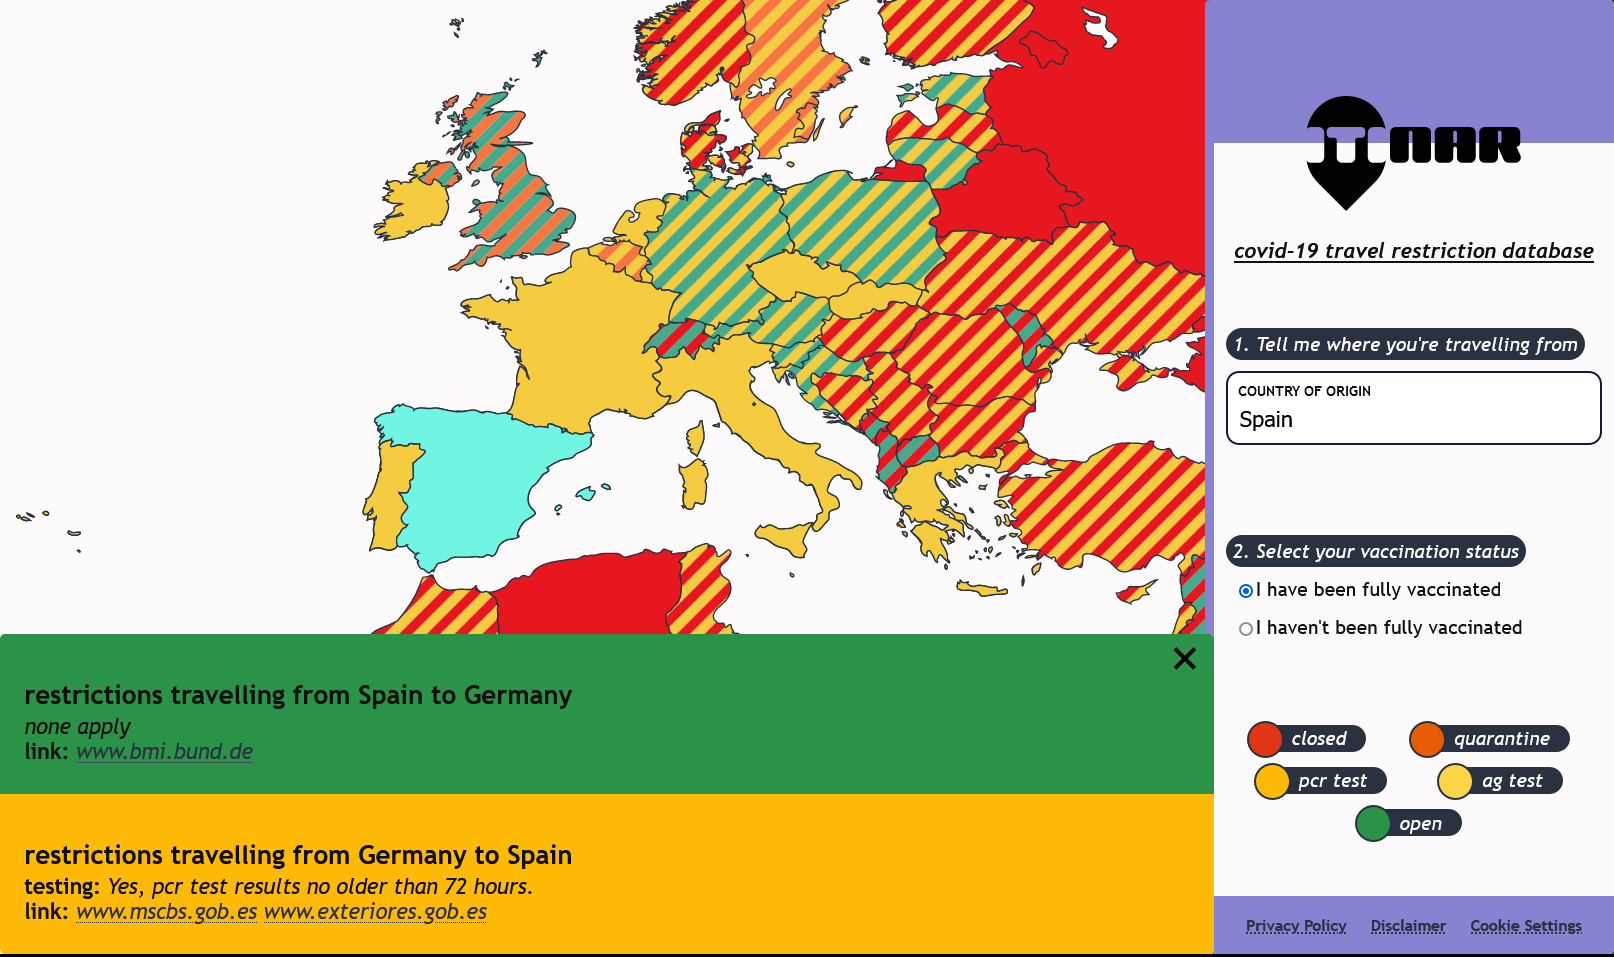 ITNAR
covid-19 travel restriction database
1. Tell me where you're travelling from
COUNTRY OF ORIGIN
Spain
2. Select your vaccination status
I have been fully vaccinated
I haven't been fully vaccinated
closed
quarantine
pcr test
ag test
open
Privacy Policy
Disclaimer
Cookie Settings
restrictions travelling from Spain to Germany
none apply
link: www.bmi.bund.de
restrictions travelling from Germany to Spain
testing: Yes, pcr test results no older than 72 hours.
link: www.mscbs.gob.es www.exteriores.gob.es